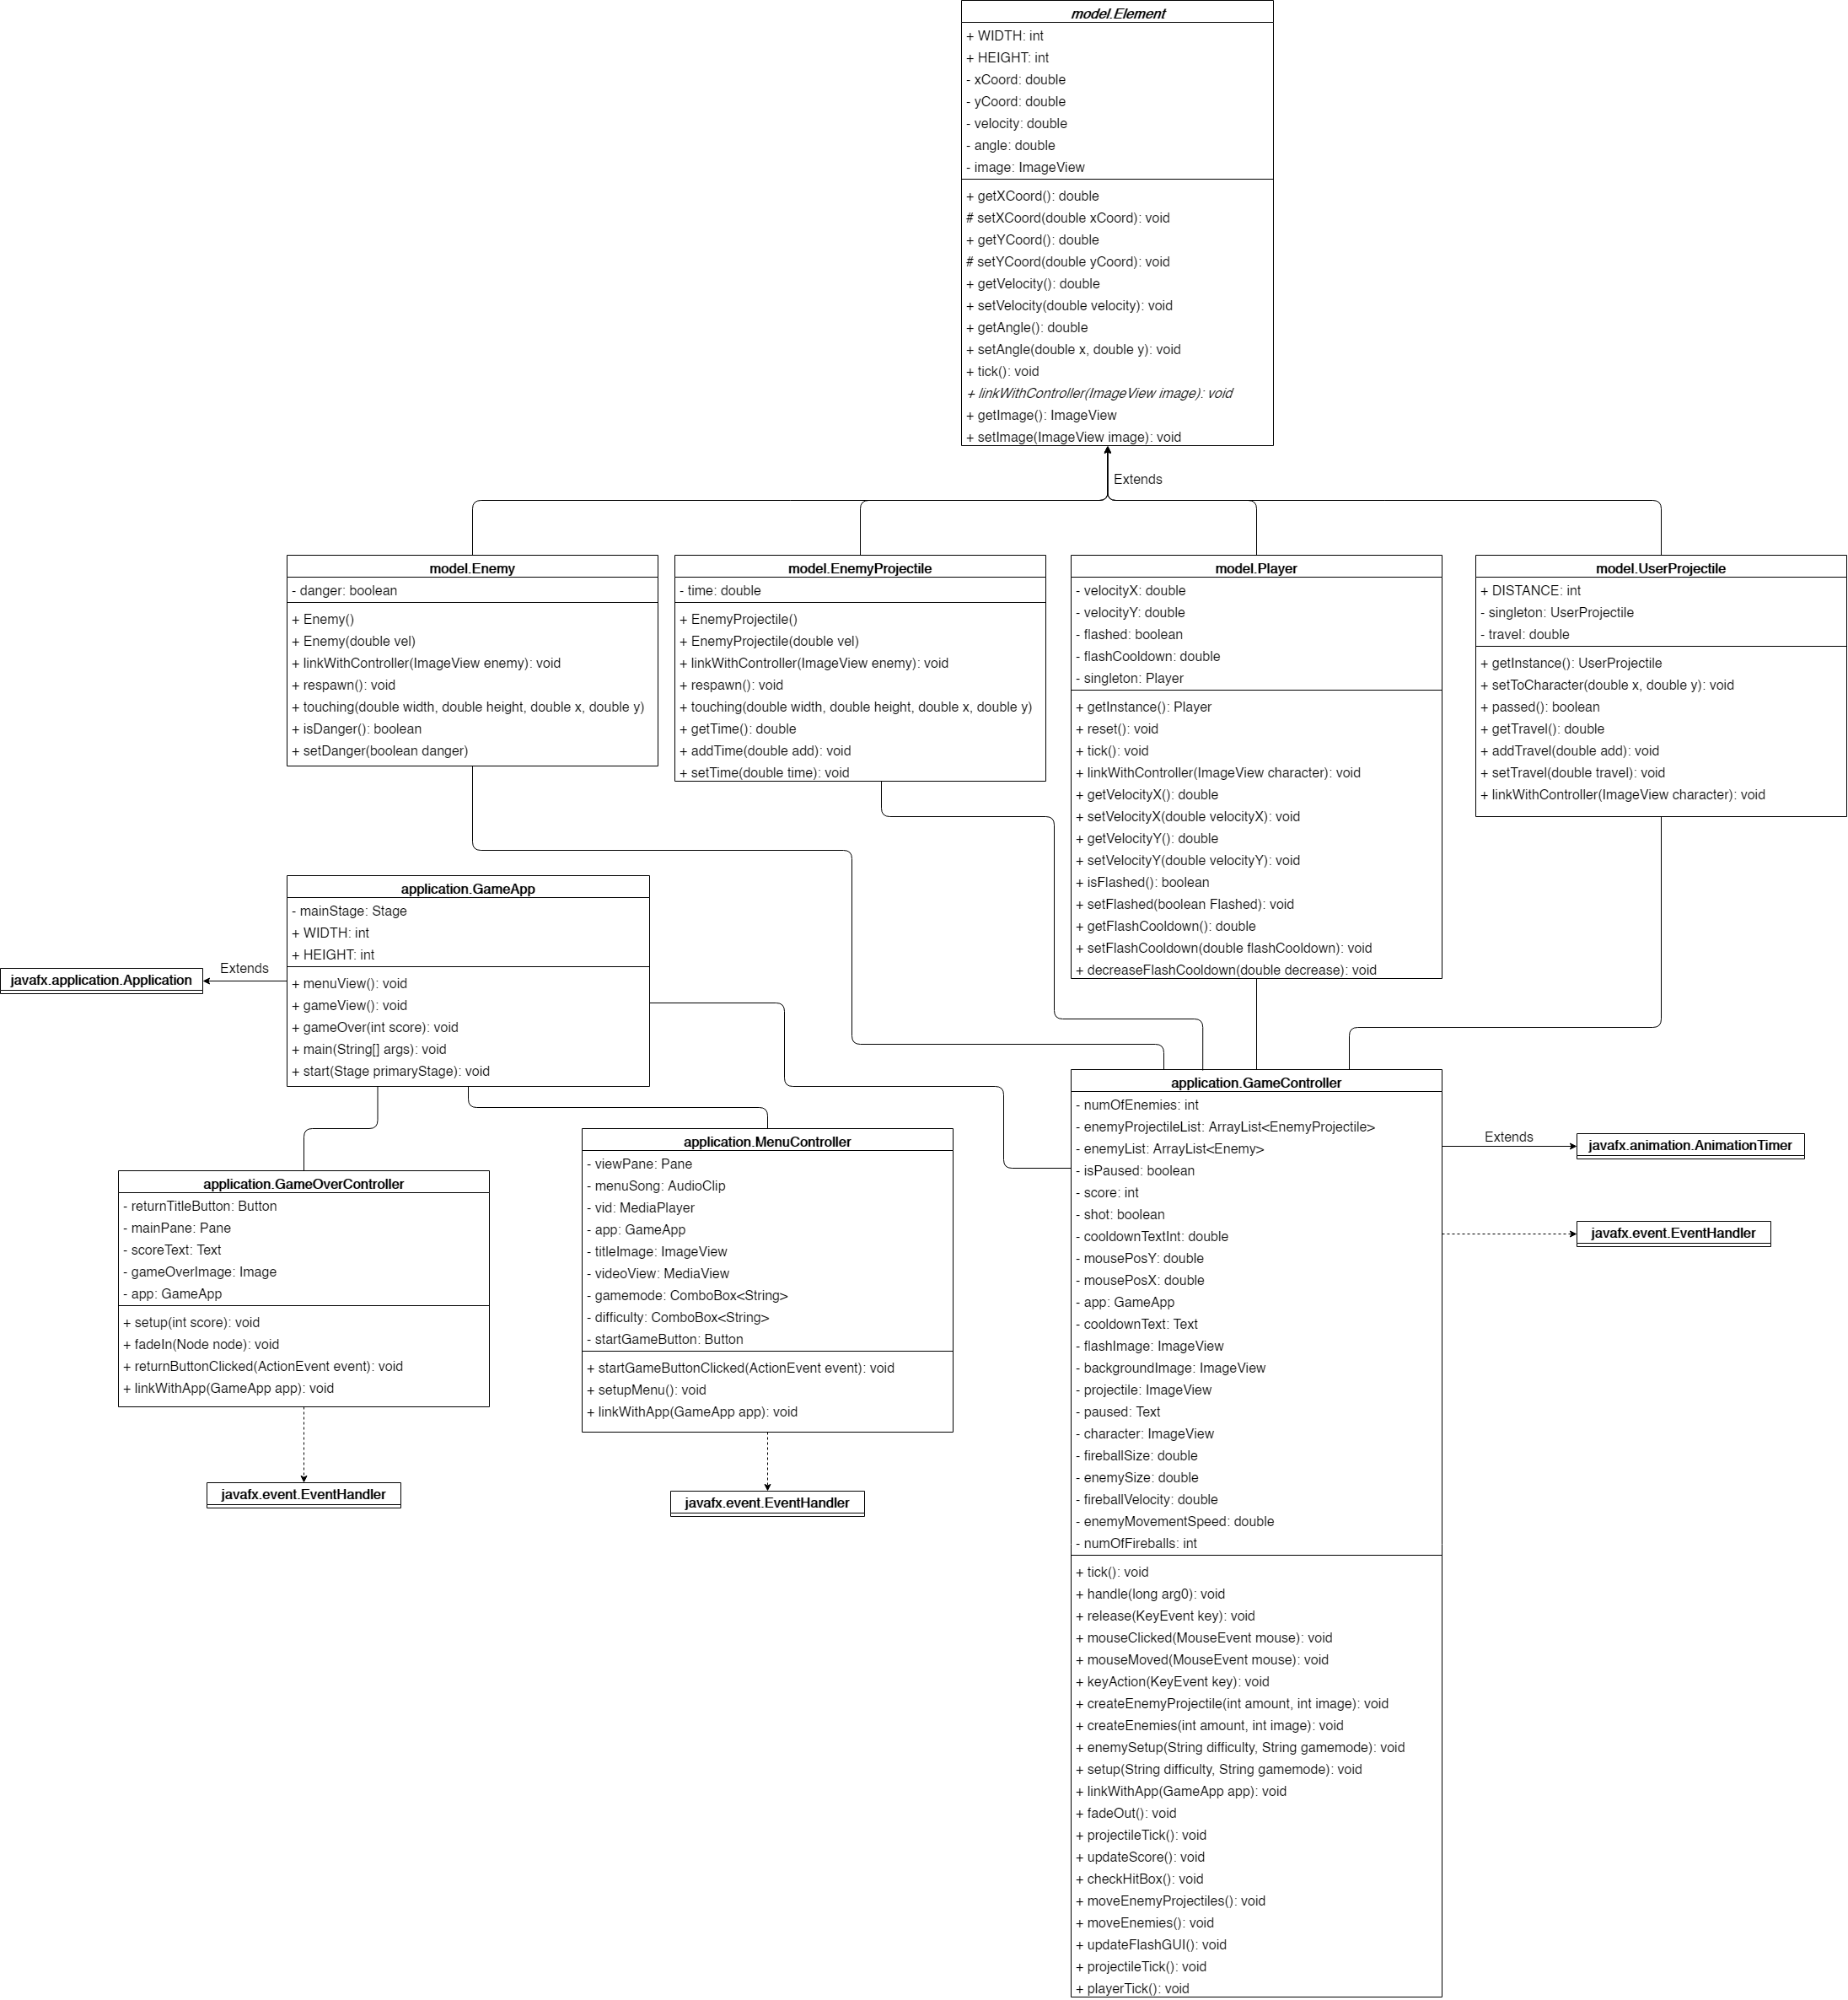 model.Element
+ WIDTH: int
+ HEIGHT: int
- xCoord: double
- yCoord: double
- velocity: double
- angle: double
- image: ImageView
+ getXCoord(): double
# setXCoord(double xCoord): void
+ getYCoord(): double
# setYCoord(double yCoord): void
+ getVelocity(): double
+ setVelocity(double velocity): void
+ getAngle(): double
+ setAngle(double x, double y): void
+ tick(): void
+ linkWithController(ImageView image): void
+ getImage(): ImageView
+ setImage(ImageView image): void
Extends
model.Enemy
- danger: boolean
+ Enemy()
+ Enemy(double vel)
+ linkWithController(ImageView enemy): void
+ respawn(): void
+ touching(double width, double height, double x, double y)
+ isDanger(): boolean
+ setDanger(boolean danger)
model.EnemyProjectile
- time: double
+ EnemyProjectile()
+ EnemyProjectile(double vel)
+ linkWithController(ImageView enemy): void
+ respawn(): void
+ touching(double width, double height, double x, double y)
+ getTime(): double
+ addTime(double add): void
+ setTime(double time): void
model.Player
- velocityX: double
- velocityY: double
- flashed: boolean
- flashCooldown: double
- singleton: Player
+ getInstance(): Player
+ reset(): void
+ tick(): void
+ linkWithController(ImageView character): void
+ getVelocityX(): double
+ setVelocityX(double velocityX): void
+ getVelocityY(): double
+ setVelocityY(double velocityY): void
+ isFlashed(): boolean
+ setFlashed(boolean Flashed): void
+ getFlashCooldown(): double
+ setFlashCooldown(double flashCooldown): void
+ decreaseFlashCooldown(double decrease): void
model.UserProjectile
+ DISTANCE: int
- singleton: UserProjectile
- travel: double
+ getInstance(): UserProjectile
+ setToCharacter(double x, double y): void
+ passed(): boolean
+ getTravel(): double
+ addTravel(double add): void
+ setTravel(double travel): void
+ linkWithController(ImageView character): void
application.GameApp
- mainStage: Stage
+ WIDTH: int
+ HEIGHT: int
+ menuView(): void
+ gameView(): void
+ gameOver(int score): void
+ main(String[] args): void
+ start(Stage primaryStage): void
Extends
javafx.application.Application
application.GameOverController
- returnTitleButton: Button
- mainPane: Pane
- scoreText: Text
- gameOverImage: Image
- app: GameApp
+ setup(int score): void
+ fadeIn(Node node): void
+ returnButtonClicked(ActionEvent event): void
+ linkWithApp(GameApp app): void
javafx.event.EventHandler
application.MenuController
- viewPane: Pane
- menuSong: AudioClip
- vid: MediaPlayer
- app: GameApp
- titleImage: ImageView
- videoView: MediaView
- gamemode: ComboBox<String>
- difficulty: ComboBox<String>
- startGameButton: Button
+ startGameButtonClicked(ActionEvent event): void
+ setupMenu(): void
+ linkWithApp(GameApp app): void
javafx.event.EventHandler
application.GameController
- numOfEnemies: int
- enemyProjectileList: ArrayList<EnemyProjectile>
- enemyList: ArrayList<Enemy>
- isPaused: boolean
- score: int
- shot: boolean
- cooldownTextInt: double
- mousePosY: double
- mousePosX: double
- app: GameApp
- cooldownText: Text
- flashImage: ImageView
- backgroundImage: ImageView
- projectile: ImageView
- paused: Text
- character: ImageView
- fireballSize: double
- enemySize: double
- fireballVelocity: double
- enemyMovementSpeed: double
- numOfFireballs: int
+ tick(): void
+ handle(long arg0): void
+ release(KeyEvent key): void
+ mouseClicked(MouseEvent mouse): void
+ mouseMoved(MouseEvent mouse): void
+ keyAction(KeyEvent key): void
+ createEnemyProjectile(int amount, int image): void
+ createEnemies(int amount, int image): void
+ enemySetup(String difficulty, String gamemode): void
+ setup(String difficulty, String gamemode): void
+ linkWithApp(GameApp app): void
+ fadeOut(): void
+ projectileTick(): void
+ updateScore(): void
+ checkHitBox(): void
+ moveEnemyProjectiles(): void
+ moveEnemies(): void
+ updateFlashGUI(): void
+ projectileTick(): void
+ playerTick(): void
Extends
javafx.animation.AnimationTimer
javafx.event.EventHandler